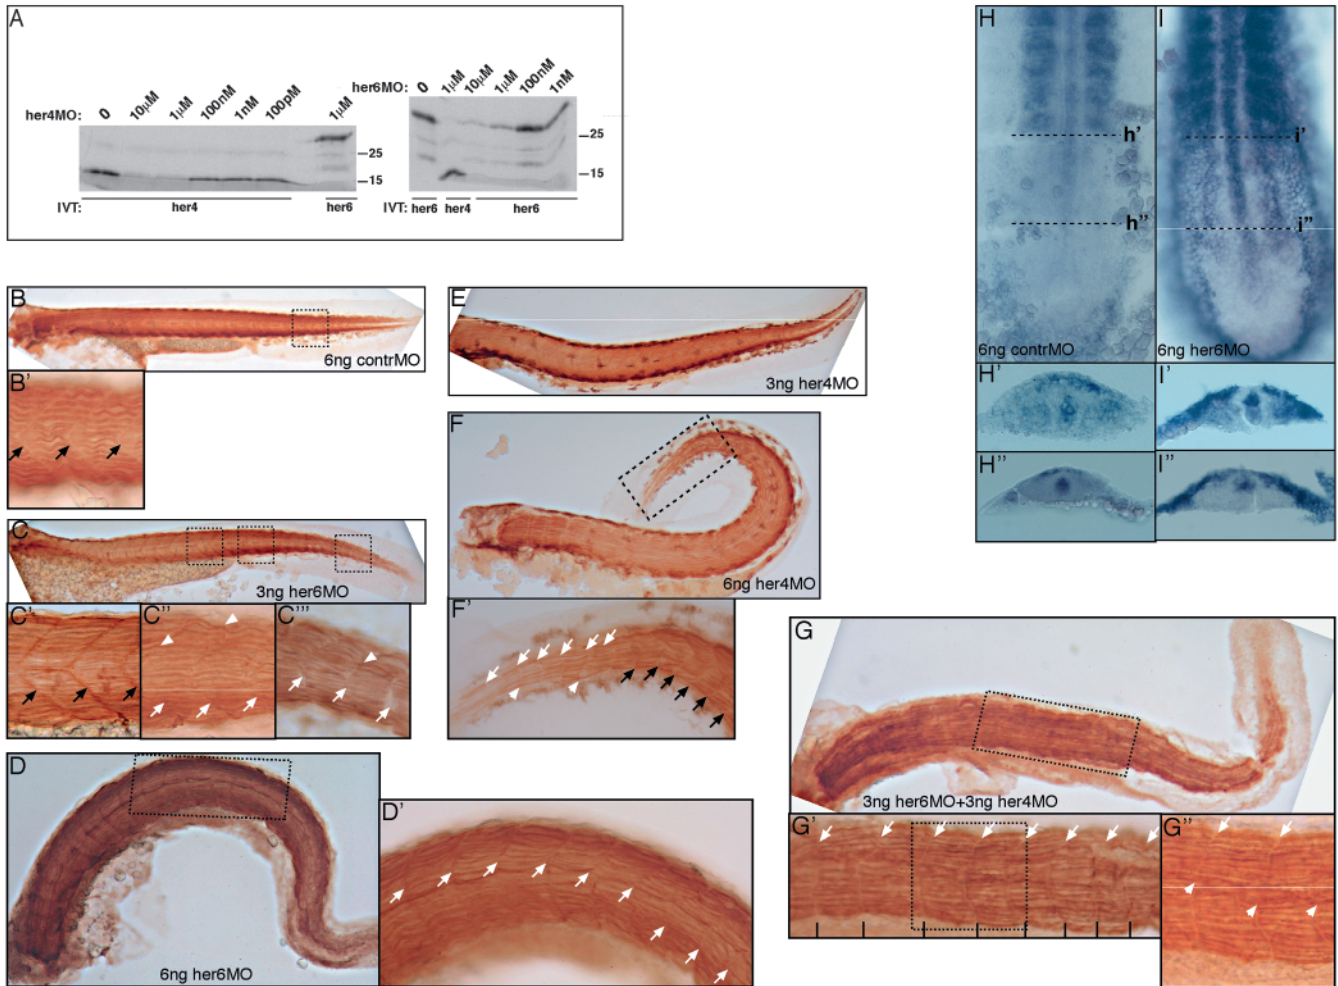 A
her4MO: 0 10µM 1µM 100nM 1nM 100pM 1µM
25
15
IVT: her4 her6
her6MO: 0 1µM 10µM 1µM 100nM 1nM
25
15
IVT: her6 her4 her6
B
6ng contrMO
B'
C
3ng her6MO
C' C'' C'''
D
6ng her6MO
D'
E
3ng her4MO
F
6ng her4MO
F'
G
3ng her6MO+3ng her4MO
G' G''
H I
h' i'
h'' i''
6ng contrMO 6ng her6MO
H' I'
H'' I''